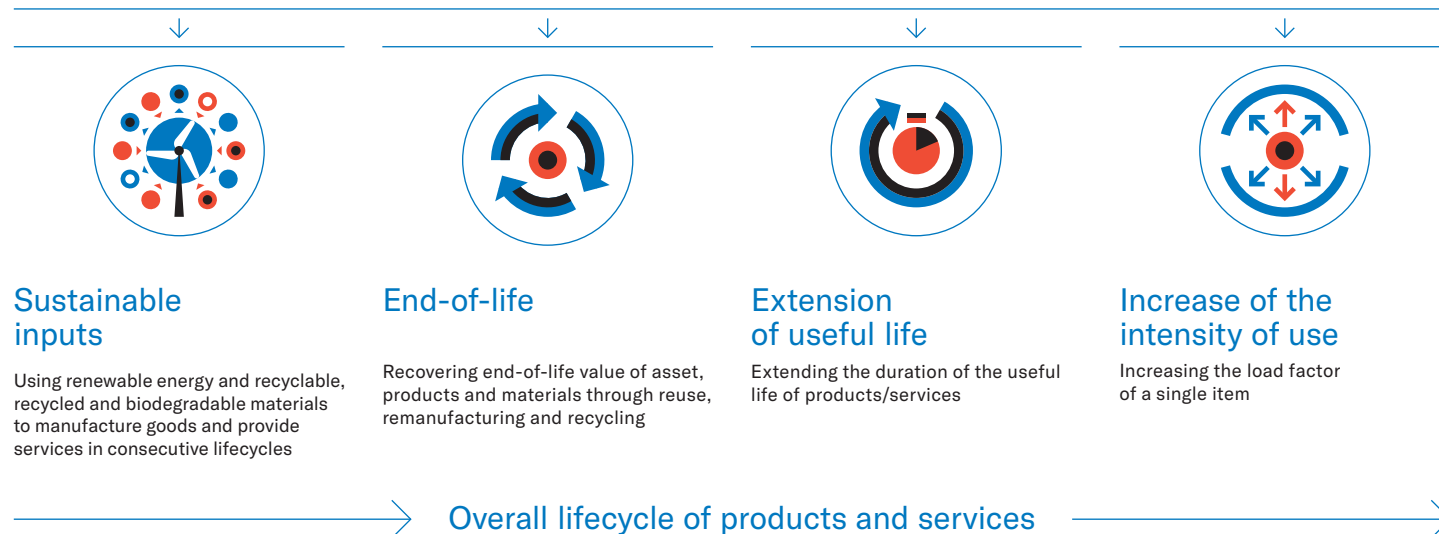 Sustainable
inputs
Using renewable energy and recyclable,
recycled and biodegradable materials
to manufacture goods and provide
services in consecutive lifecycles
End-of-life
Recovering end-of-life value of asset,
products and materials through reuse,
remanufacturing and recycling
Extension
of useful life
Extending the duration of the useful
life of products/services
Increase of the
intensity of use
Increasing the load factor
of a single item
Overall lifecycle of products and services